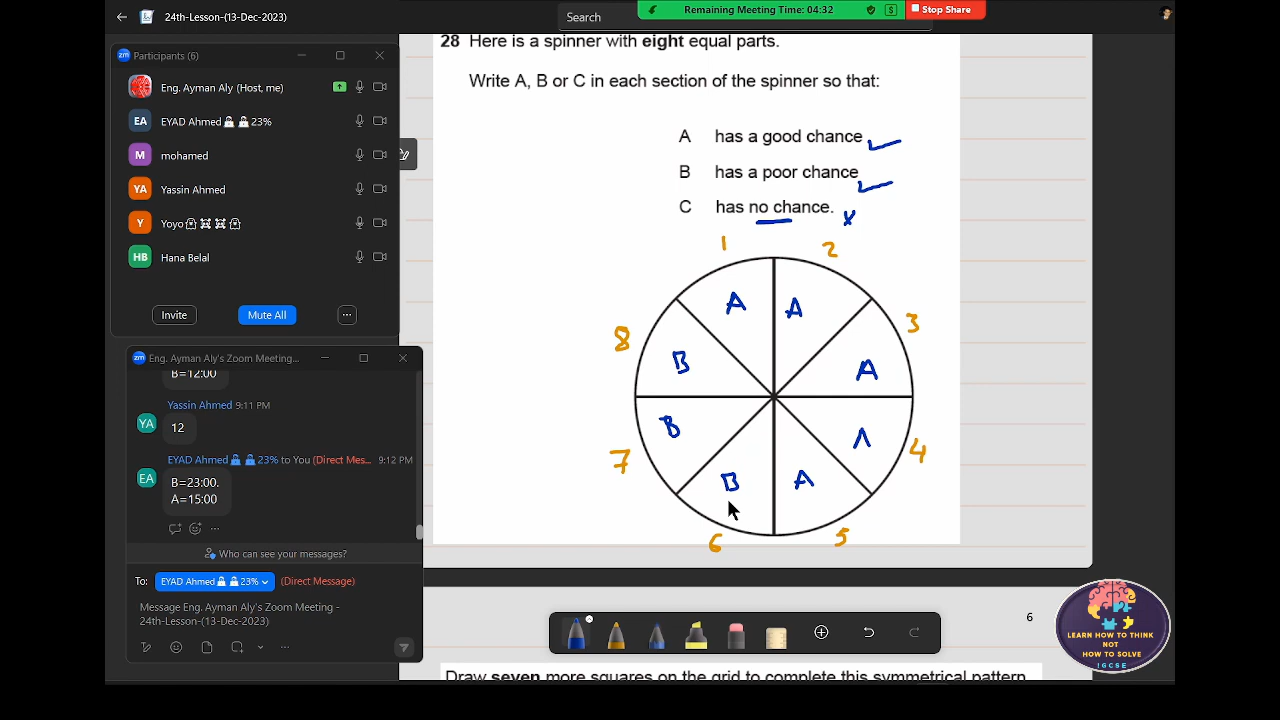 24th-Lesson-(13-Dec-2023)
Search
Remaining Meeting Time: 04:32
$
Stop Share
zm Participants (6)
Eng. Ayman Aly (Host, me)
EA EYAD Ahmed 23%
M mohamed
YA Yassin Ahmed
Y Yoyo
HB Hana Belal
Invite
Mute All
...
zm Eng. Ayman Aly's Zoom Meeting...
B=12:00
Yassin Ahmed 9:11 PM
YA 12
EYAD Ahmed 23% to You (Direct Mes... 9:12 PM
EA B=23:00.
A=15:00
Who can see your messages?
To: EYAD Ahmed 23% (Direct Message)
Message Eng. Ayman Aly's Zoom Meeting -
24th-Lesson-(13-Dec-2023)
28 Here is a spinner with eight equal parts.
Write A, B or C in each section of the spinner so that:
A has a good chance
B has a poor chance
C has no chance. x
1 2
A A
8 3
B A
B A
7 4
B A
6 5
6
LEARN HOW TO THINK
NOT
HOW TO SOLVE
IGCSE
Draw seven more squares on the grid to complete this symmetrical pattern